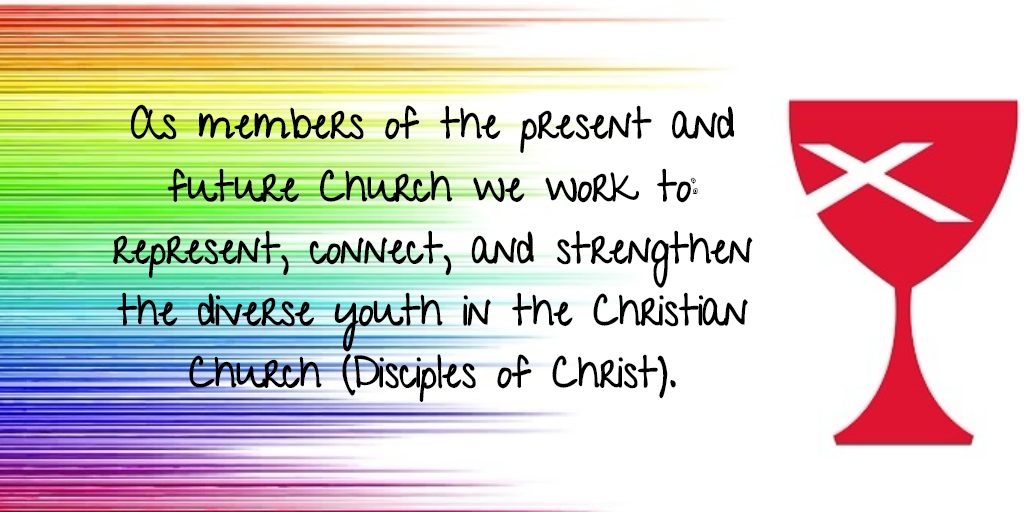 As members of the present and
future Church we work to:
represent, connect, and strengthen
the diverse youth in the Christian
Church (Disciples of Christ).